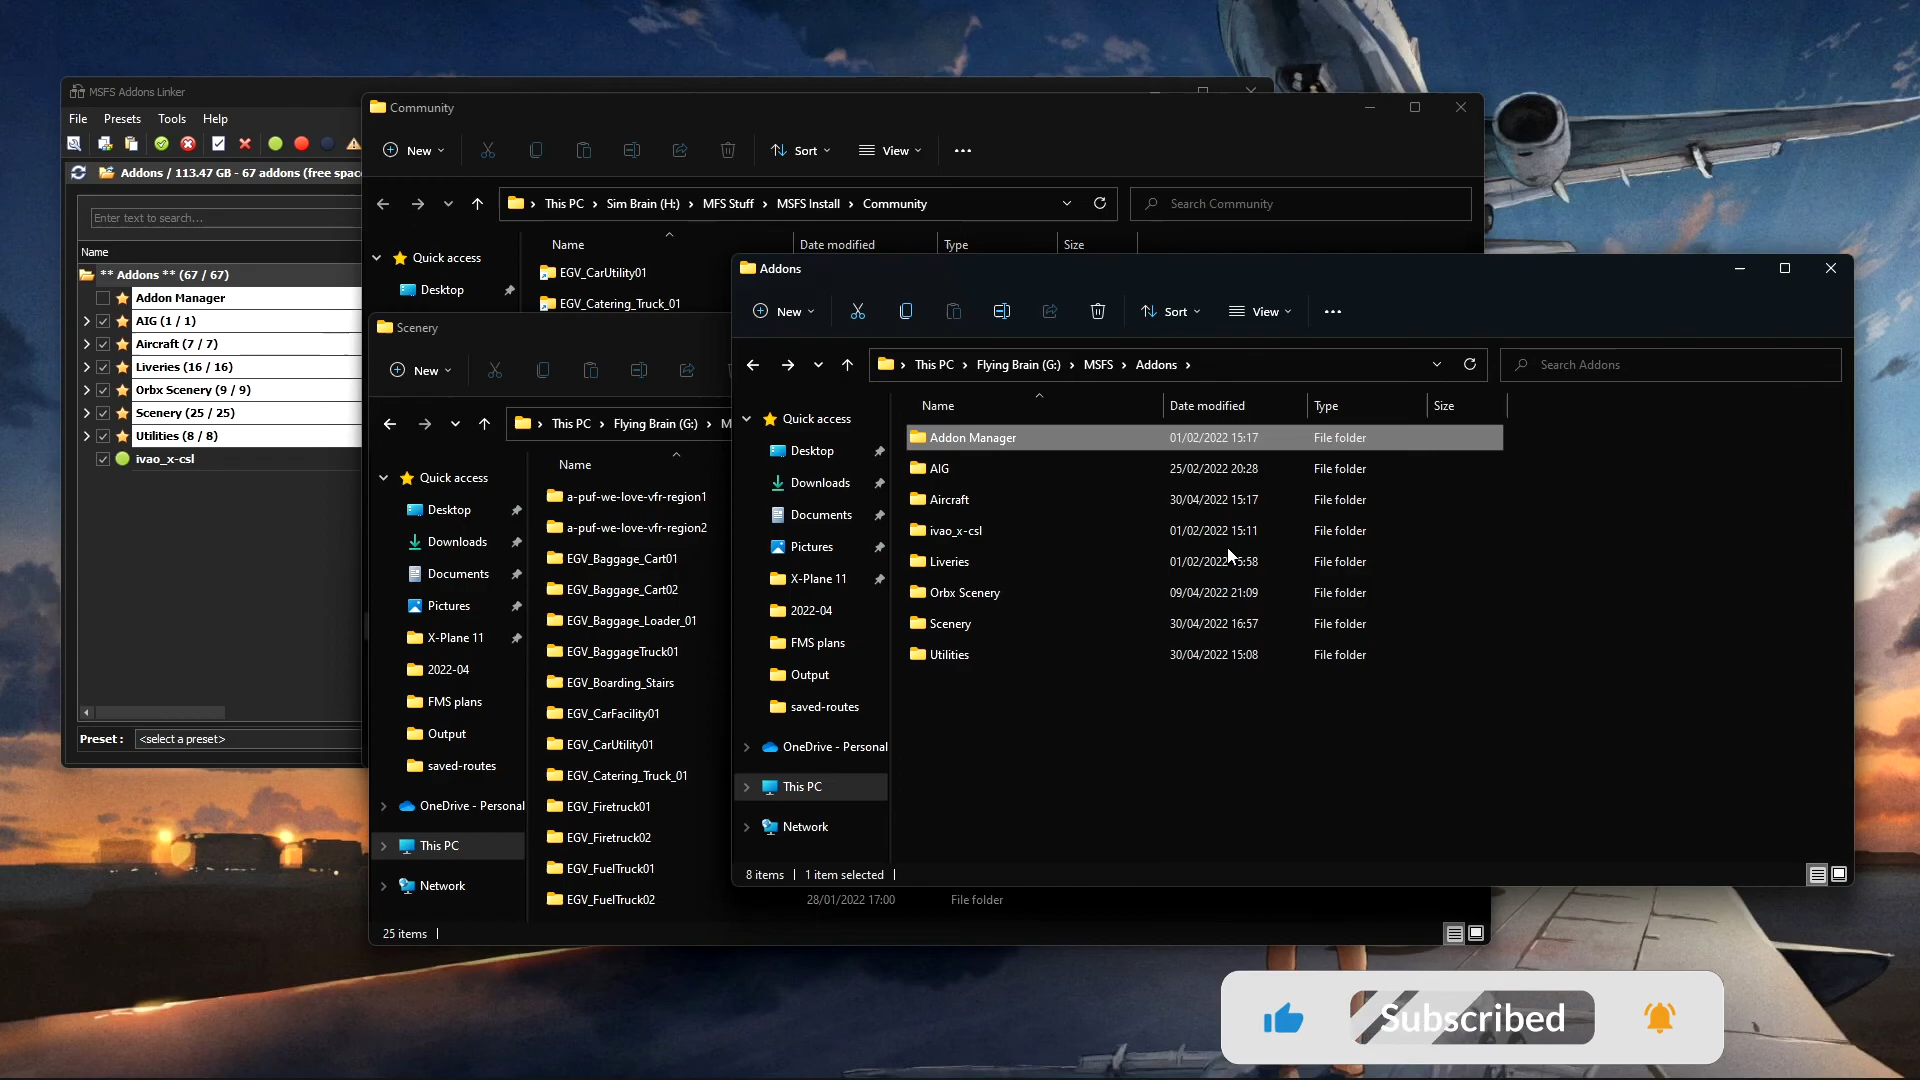 MSFS Addons Linker
File Presets Tools Help
Addons / 113.47 GB - 67 addons (free spac
Enter text to search...
Name
** Addons ** (67 / 67)
Addon Manager
AIG (1 / 1)
Aircraft (7 / 7)
Liveries (16 / 16)
Orbx Scenery (9 / 9)
Scenery (25 / 25)
Utilities (8 / 8)
ivao_x-csl
Preset : <select a preset>
Community
New Sort View
This PC Sim Brain (H:) MFS Stuff MSFS Install Community
Search Community
Name Date modified Type Size
Quick access
Desktop
EGV_CarUtility01
EGV_Catering_Truck_01
Scenery
New
This PC Flying Brain (G:) M
Name
Quick access
Desktop
Downloads
Documents
Pictures
X-Plane 11
2022-04
FMS plans
Output
saved-routes
OneDrive - Personal
This PC
Network
a-puf-we-love-vfr-region1
a-puf-we-love-vfr-region2
EGV_Baggage_Cart01
EGV_Baggage_Cart02
EGV_Baggage_Loader_01
EGV_BaggageTruck01
EGV_Boarding_Stairs
EGV_CarFacility01
EGV_CarUtility01
EGV_Catering_Truck_01
EGV_Firetruck01
EGV_Firetruck02
EGV_FuelTruck01
EGV_FuelTruck02 28/01/2022 17:00 File folder
25 items
Addons
New Sort View
This PC Flying Brain (G:) MSFS Addons
Search Addons
Name Date modified Type Size
Quick access
Desktop
Downloads
Documents
Pictures
X-Plane 11
2022-04
FMS plans
Output
saved-routes
OneDrive - Personal
This PC
Network
Addon Manager 01/02/2022 15:17 File folder
AIG 25/02/2022 20:28 File folder
Aircraft 30/04/2022 15:17 File folder
ivao_x-csl 01/02/2022 15:11 File folder
Liveries 01/02/2022 5:58 File folder
Orbx Scenery 09/04/2022 21:09 File folder
Scenery 30/04/2022 16:57 File folder
Utilities 30/04/2022 15:08 File folder
8 items 1 item selected
Subscribed